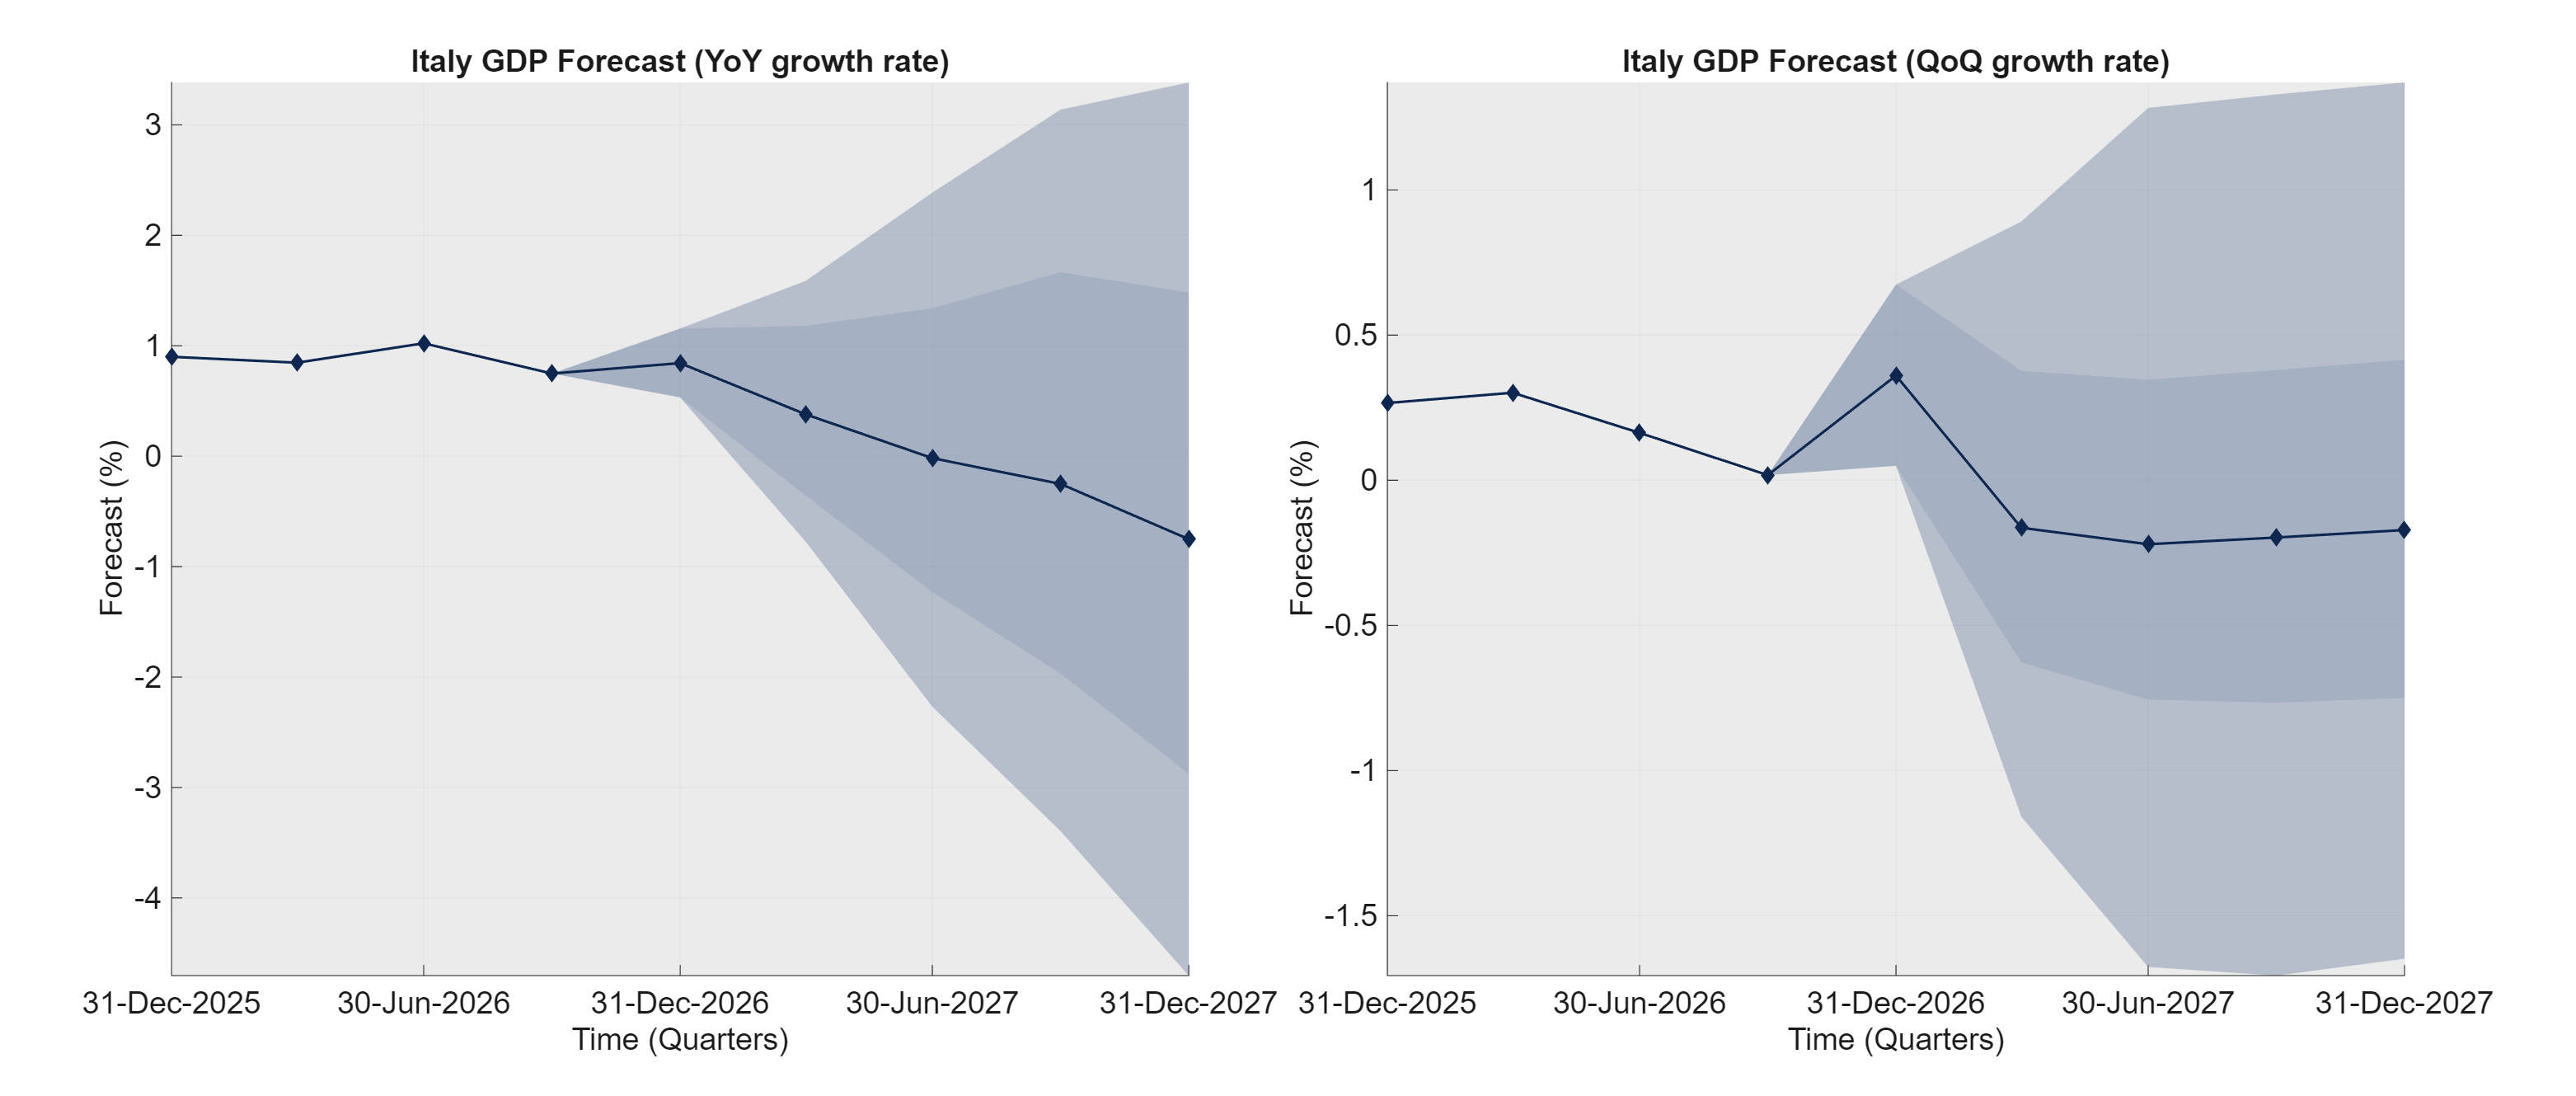 Italy GDP Forecast (YoY growth rate)
3
2
1
0
-1
-2
-3
-4
Forecast (%)
31-Dec-2025
30-Jun-2026
31-Dec-2026
30-Jun-2027
31-Dec-2027
Time (Quarters)
Italy GDP Forecast (QoQ growth rate)
1
0.5
0
-0.5
-1
-1.5
Forecast (%)
31-Dec-2025
30-Jun-2026
31-Dec-2026
30-Jun-2027
31-Dec-2027
Time (Quarters)